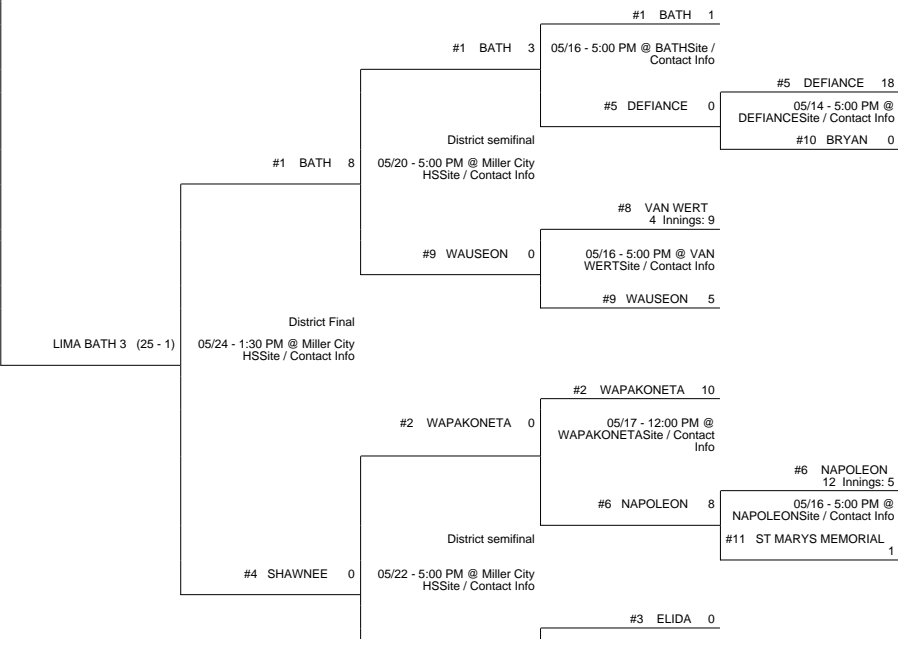 #1 BATH 1
#1 BATH 3
05/16 - 5:00 PM @ BATHSite /
Contact Info
#5 DEFIANCE 18
#5 DEFIANCE 0
05/14 - 5:00 PM @
DEFIANCESite / Contact Info
#10 BRYAN 0
District semifinal
#1 BATH 8
05/20 - 5:00 PM @ Miller City
HSSite / Contact Info
#8 VAN WERT
4 Innings: 9
#9 WAUSEON 0
05/16 - 5:00 PM @ VAN
WERTSite / Contact Info
#9 WAUSEON 5
District Final
LIMA BATH 3 (25 - 1)
05/24 - 1:30 PM @ Miller City
HSSite / Contact Info
#2 WAPAKONETA 10
#2 WAPAKONETA 0
05/17 - 12:00 PM @
WAPAKONETASite / Contact
Info
#6 NAPOLEON
12 Innings: 5
#6 NAPOLEON 8
05/16 - 5:00 PM @
NAPOLEONSite / Contact Info
#11 ST MARYS MEMORIAL
1
District semifinal
#4 SHAWNEE 0
05/22 - 5:00 PM @ Miller City
HSSite / Contact Info
#3 ELIDA 0